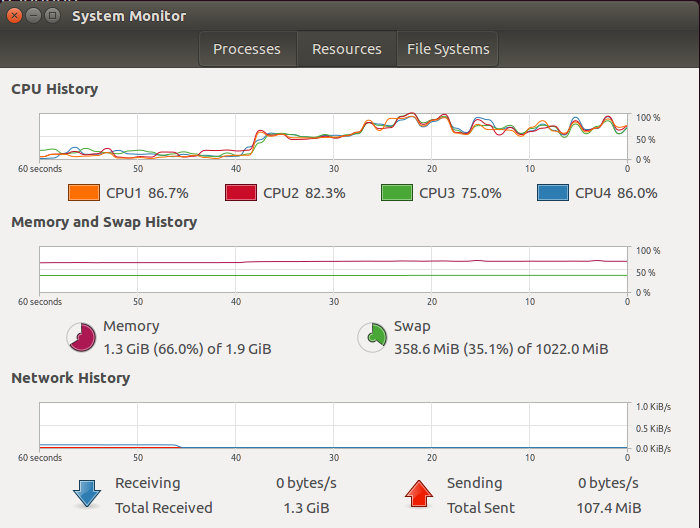 System Monitor
Processes Resources File Systems
CPU History
100 %
50 %
0 %
60 seconds 50 40 30 20 10 0
CPU1 86.7% CPU2 82.3% CPU3 75.0% CPU4 86.0%
Memory and Swap History
100 %
50 %
0 %
60 seconds 50 40 30 20 10 0
Memory Swap
1.3 GiB (66.0%) of 1.9 GiB 358.6 MiB (35.1%) of 1022.0 MiB
Network History
1.0 KiB/s
0.5 KiB/s
0.0 KiB/s
60 seconds 50 40 30 20 10 0
Receiving 0 bytes/s Sending 0 bytes/s
Total Received 1.3 GiB Total Sent 107.4 MiB